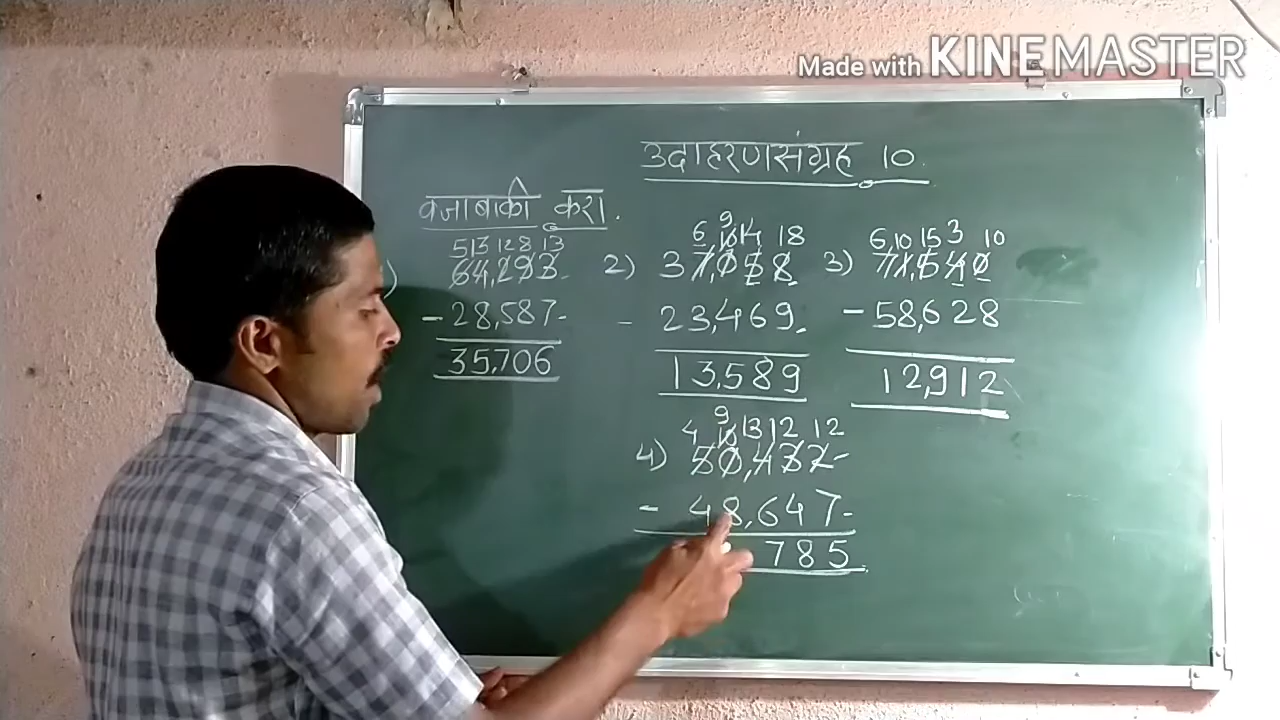 Made with KINEMASTER
उदाहरणसंग्रह 10.
वजाबाकी करा.
5 13 12 8 13
) 64,293
- 28,587
35,706
9
6 10 14 18
2) 37,058
- 23,469
13,589
6 10 15 3 10
3) 71,540
- 58,628
12,912
9
4 10 13 12 12
4) 50,432
- 48,647
785